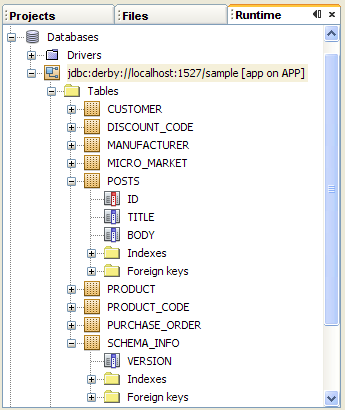 Projects Files Runtime
Databases
Drivers
jdbc:derby://localhost:1527/sample [app on APP]
Tables
CUSTOMER
DISCOUNT_CODE
MANUFACTURER
MICRO_MARKET
POSTS
ID
TITLE
BODY
Indexes
Foreign keys
PRODUCT
PRODUCT_CODE
PURCHASE_ORDER
SCHEMA_INFO
VERSION
Indexes
Foreign keys